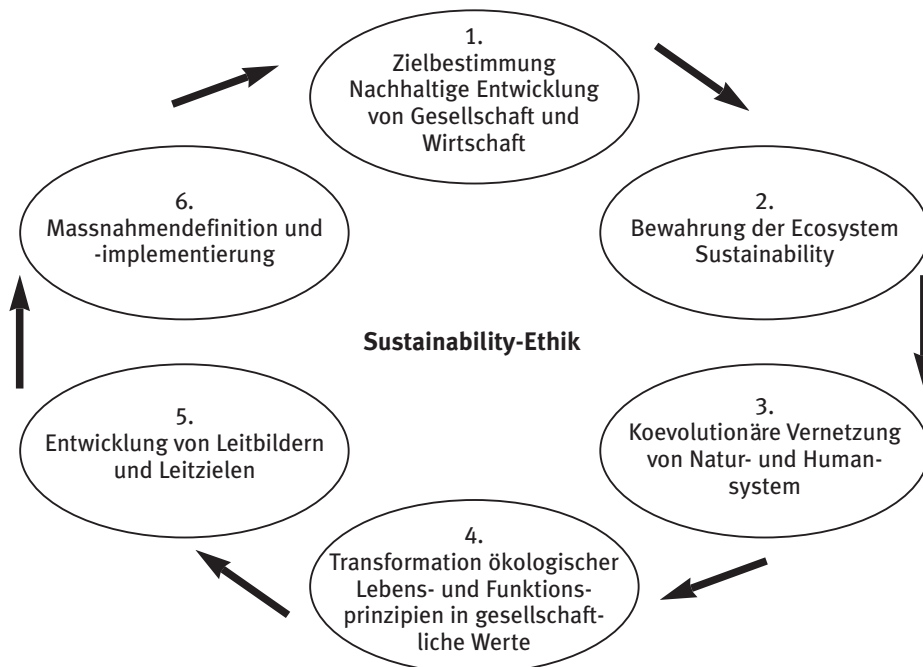 1.
Zielbestimmung
Nachhaltige Entwicklung
von Gesellschaft und
Wirtschaft
2.
Bewahrung der Ecosystem
Sustainability
3.
Koevolutionäre Vernetzung
von Natur- und Human-
system
4.
Transformation ökologischer
Lebens- und Funktions-
prinzipien in gesellschaft-
liche Werte
5.
Entwicklung von Leitbildern
und Leitzielen
6.
Massnahmendefinition und
-implementierung
Sustainability-Ethik